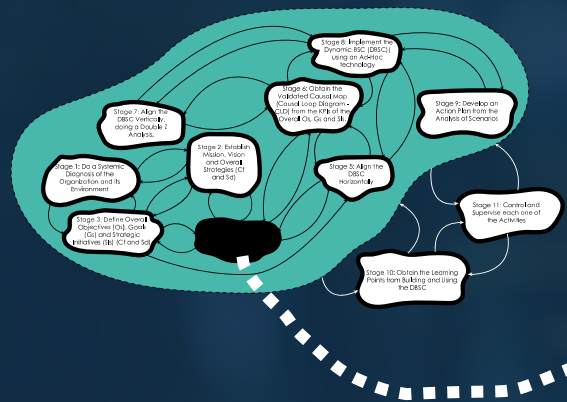 Stage 8: Implement the
Dynamic BSC (DBSC))
using an Ad-Hoc
technology
Stage 6: Obtain the
Validated Causal Map
(Causal Loop Diagram -
CLD) from the KPIs of the
Overall Os, Gs and SIs.
Stage 9: Develop an
Action Plan from the
Analysis of Scenarios
Stage 7: Align the
DBSC Vertically,
doing a Double ?
Analysis.
Stage 2: Establish
Mission, Vision
and Overall
Strategies (Cf
and Sd)
Stage 1: Do a Systemic
Diagnosis of the
Organization and its
Environment
Stage 5: Align the
DBSC
Horizontally
Stage 3: Define Overall
Objectives (Os), Goals
(Gs) and Strategic
Initiatives (SIs) (Cf and Sd)
Stage 11: Control and
Supervise each one of
the Activities
Stage 10: Obtain the Learning
Points from Building and Using
the DBSC